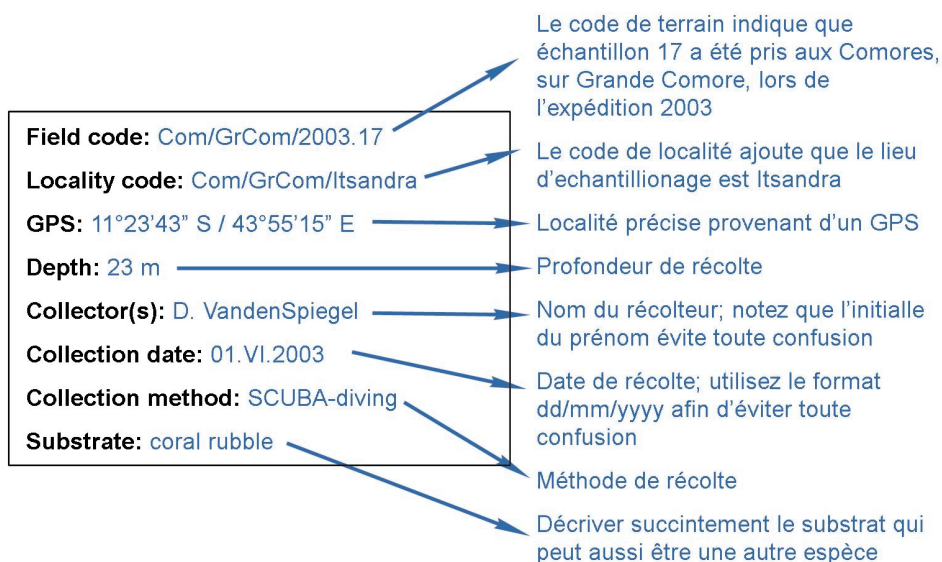 Le code de terrain indique que
échantillon 17 a été pris aux Comores,
sur Grande Comore, lors de
l'expédition 2003
Field code: Com/GrCom/2003.17
Locality code: Com/GrCom/Itsandra
GPS: 11°23'43" S / 43°55'15" E
Depth: 23 m
Collector(s): D. VandenSpiegel
Collection date: 01.VI.2003
Collection method: SCUBA-diving
Substrate: coral rubble
Le code de localité ajoute que le lieu
d'echantillionage est Itsandra
Localité précise provenant d'un GPS
Profondeur de récolte
Nom du récolteur; notez que l'initialle
du prénom évite toute confusion
Date de récolte; utilisez le format
dd/mm/yyyy afin d'éviter toute
confusion
Méthode de récolte
Décriver succintement le substrat qui
peut aussi être une autre espèce